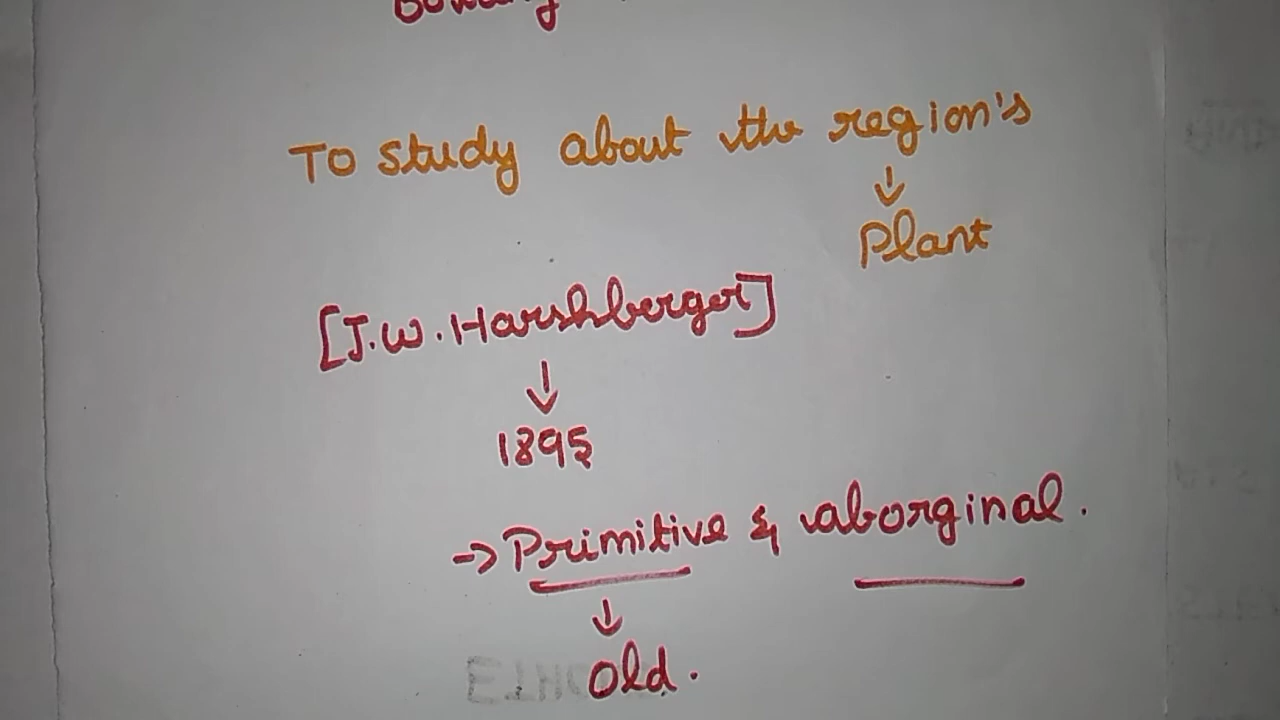 To study about the region's
↓
Plant
[J.W. Harshberger]
↓
1895
→ Primitive & aborginal.
↓
old.